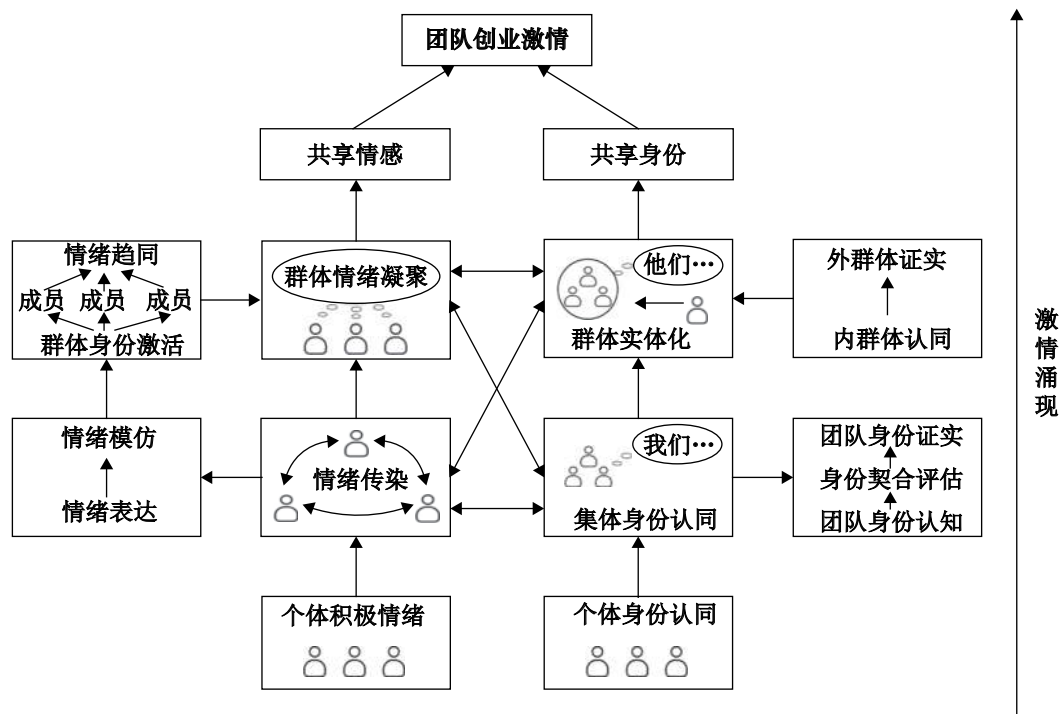 团队创业激情
共享情感
共享身份
情绪趋同
成员 成员 成员
群体身份激活
群体情绪凝聚
他们…
群体实体化
外群体证实
内群体认同
情绪模仿
情绪表达
情绪传染
我们…
集体身份认同
团队身份证实
身份契合评估
团队身份认知
个体积极情绪
个体身份认同
激情涌现